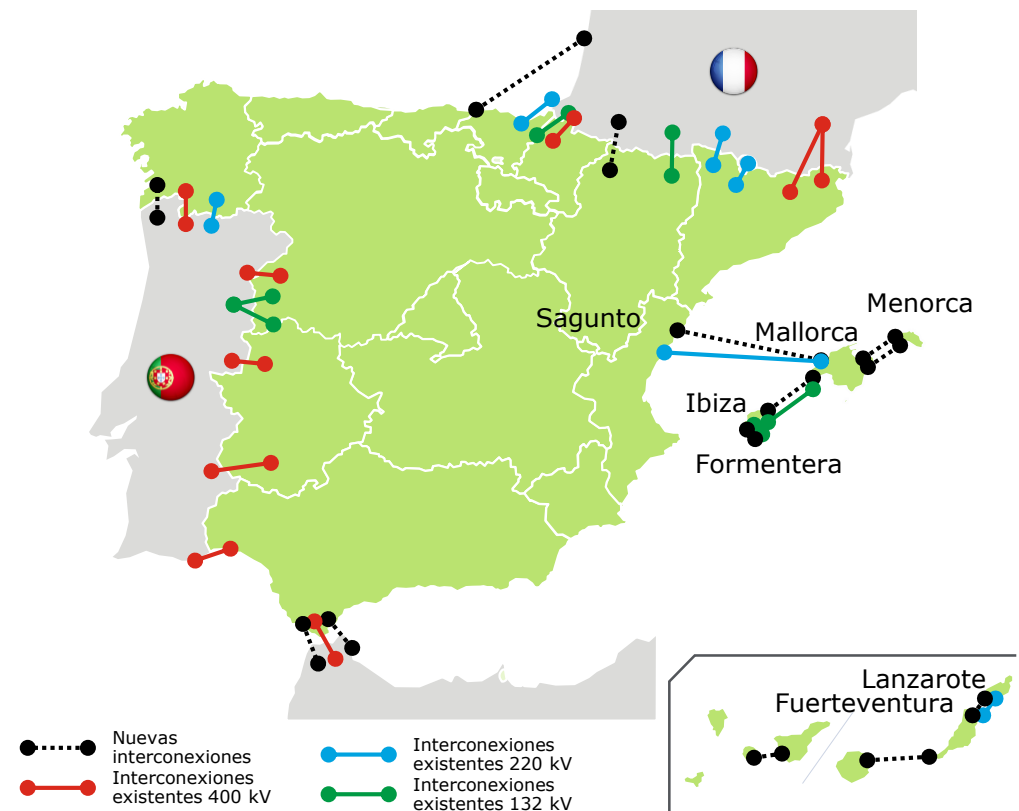 Sagunto
Menorca
Mallorca
Ibiza
Formentera
Lanzarote
Fuerteventura
Nuevas
interconexiones
Interconexiones
existentes 400 kV
Interconexiones
existentes 220 kV
Interconexiones
existentes 132 kV